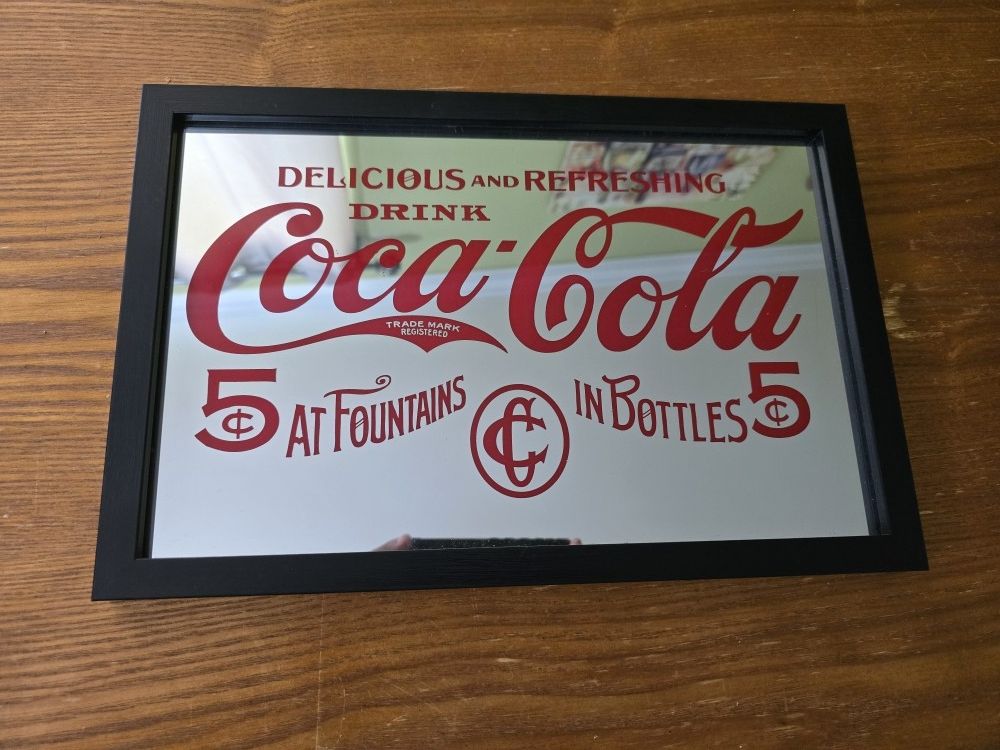 DELICIOUS AND REFRESHING
DRINK
Coca-Cola
TRADE MARK
REGISTERED
5¢ AT FOUNTAINS CC IN BOTTLES 5¢